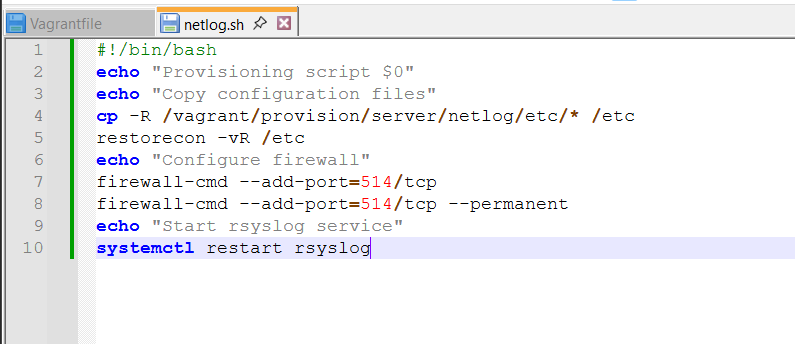 Vagrantfile netlog.sh
1 #!/bin/bash
2 echo "Provisioning script $0"
3 echo "Copy configuration files"
4 cp -R /vagrant/provision/server/netlog/etc/* /etc
5 restorecon -vR /etc
6 echo "Configure firewall"
7 firewall-cmd --add-port=514/tcp
8 firewall-cmd --add-port=514/tcp --permanent
9 echo "Start rsyslog service"
10 systemctl restart rsyslog